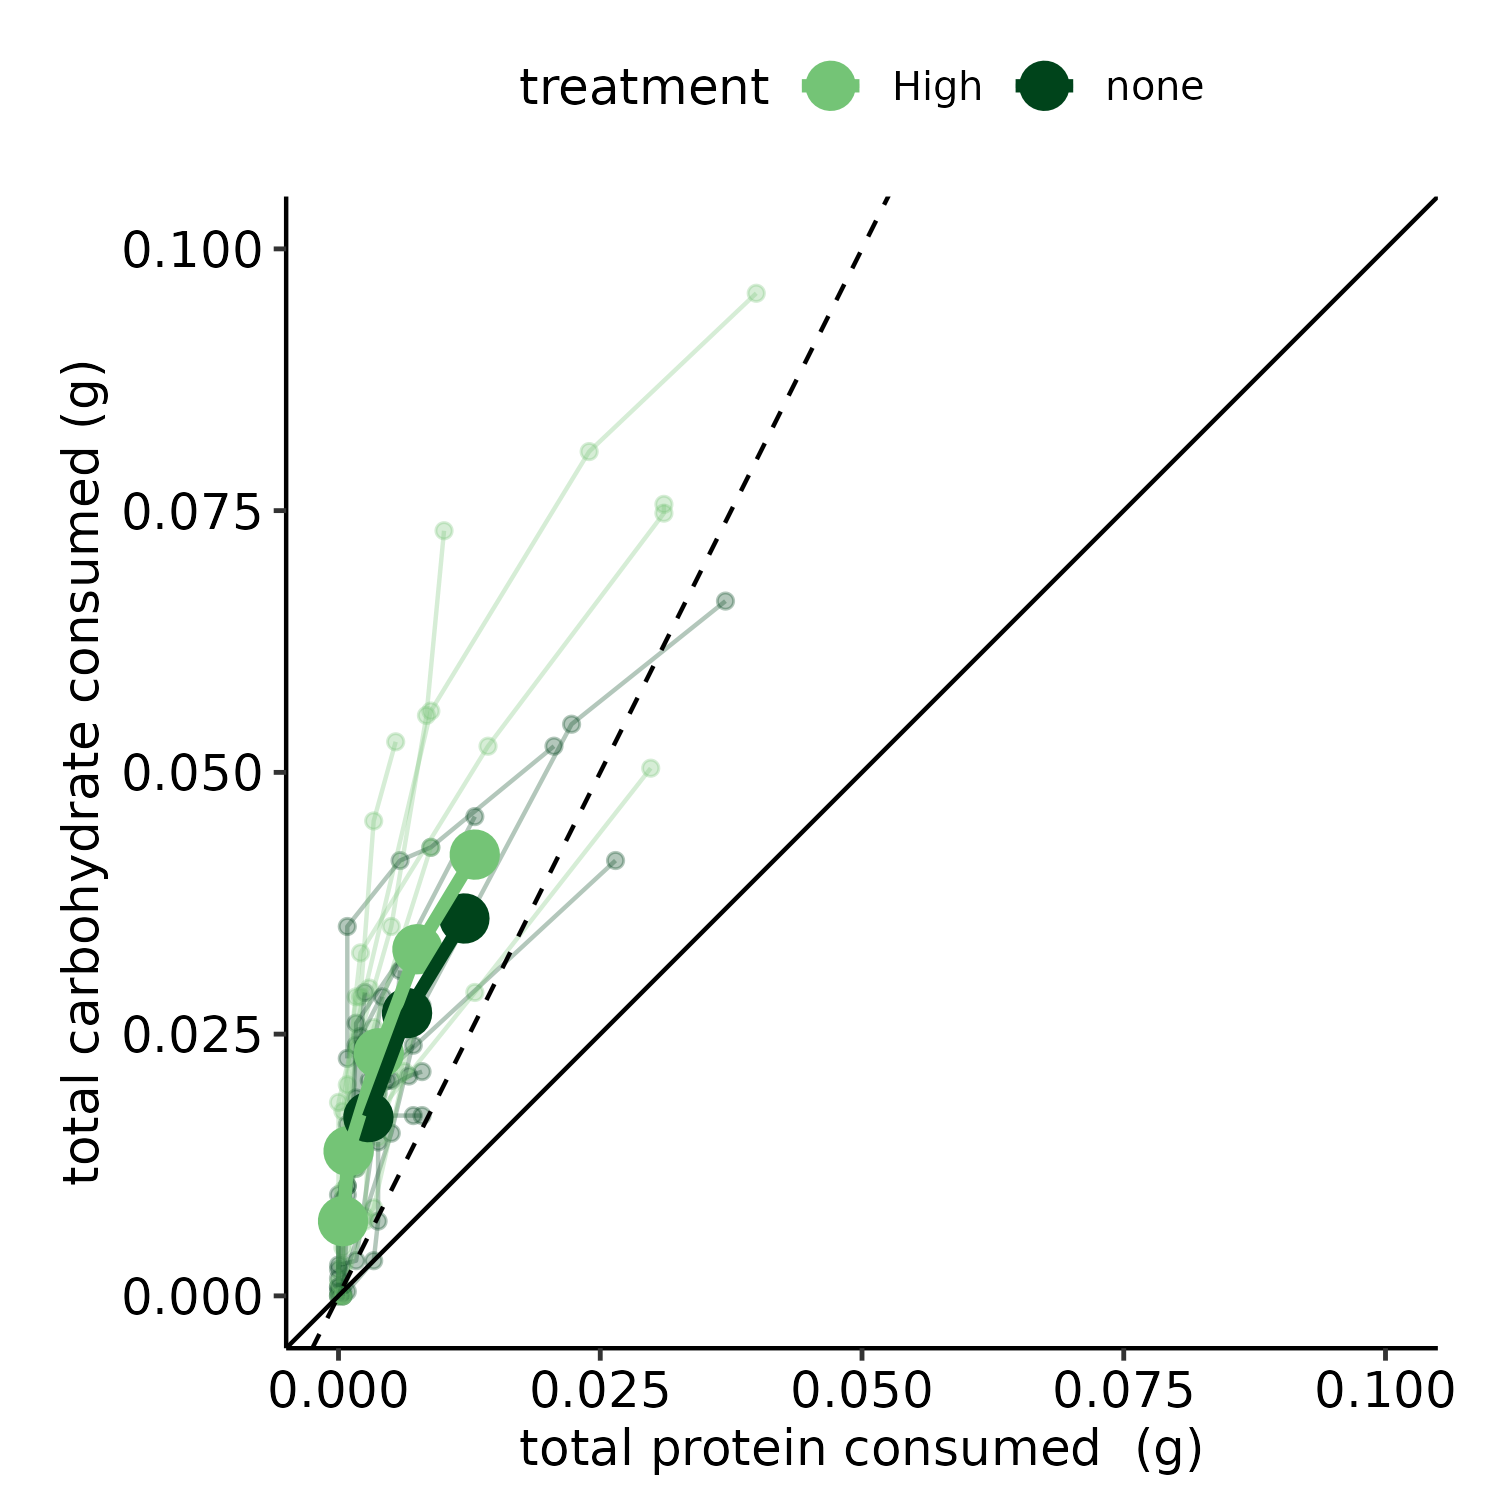 treatment High none
0.100
0.075
0.050
0.025
0.000
total carbohydrate consumed (g)
0.000 0.025 0.050 0.075 0.100
total protein consumed  (g)